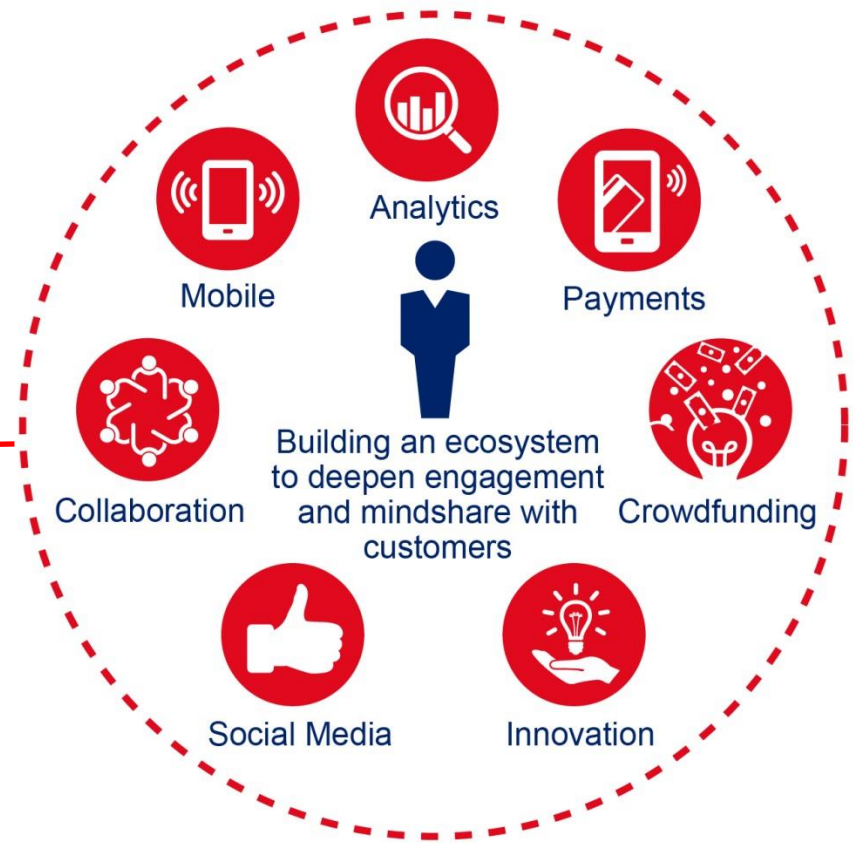 Analytics
Mobile
Payments
Building an ecosystem
to deepen engagement
and mindshare with
customers
Collaboration
Crowdfunding
Social Media
Innovation